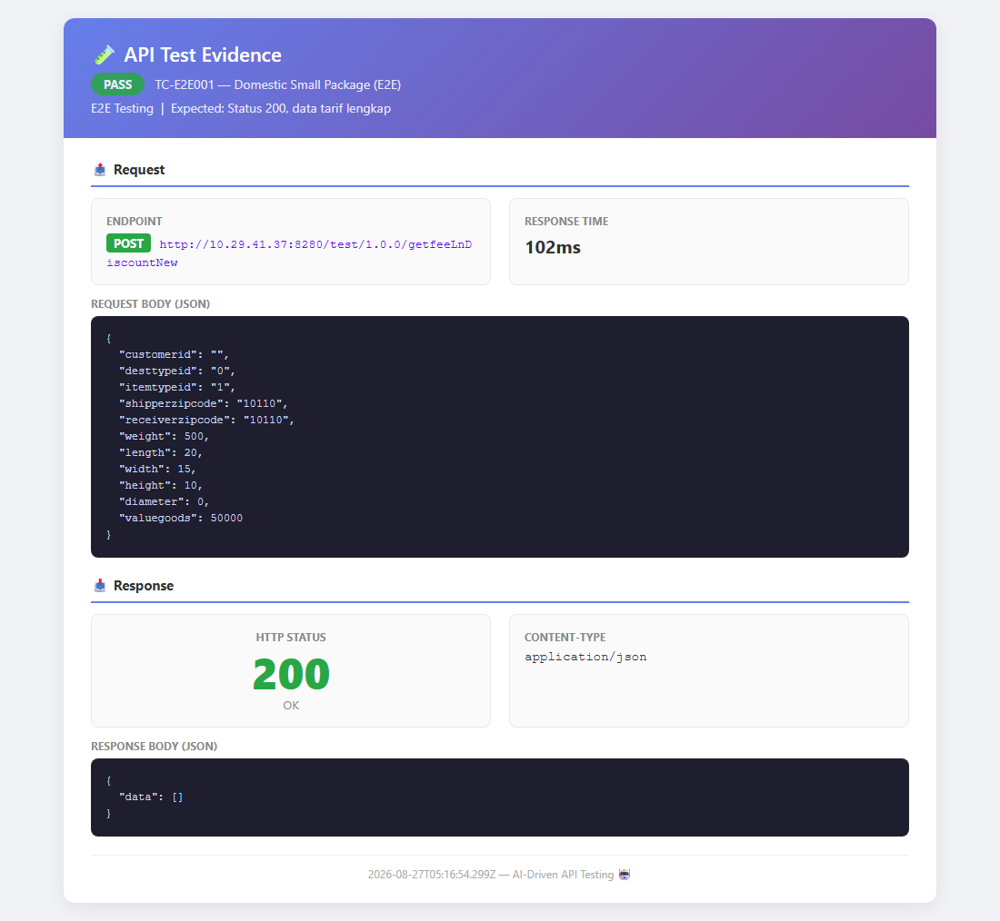 API Test Evidence
PASS TC-E2E001 — Domestic Small Package (E2E)
E2E Testing | Expected: Status 200, data tarif lengkap
Request
ENDPOINT
POST http://10.29.41.37:8280/test/1.0.0/getfeeLnD
iscountNew
RESPONSE TIME
102ms
REQUEST BODY (JSON)
{
  "customerid": "",
  "desttypeid": "0",
  "itemtypeid": "1",
  "shipperzipcode": "10110",
  "receiverzipcode": "10110",
  "weight": 500,
  "length": 20,
  "width": 15,
  "height": 10,
  "diameter": 0,
  "valuegoods": 50000
}
Response
HTTP STATUS
200
OK
CONTENT-TYPE
application/json
RESPONSE BODY (JSON)
{
  "data": []
}
2026-08-27T05:16:54.299Z — AI-Driven API Testing